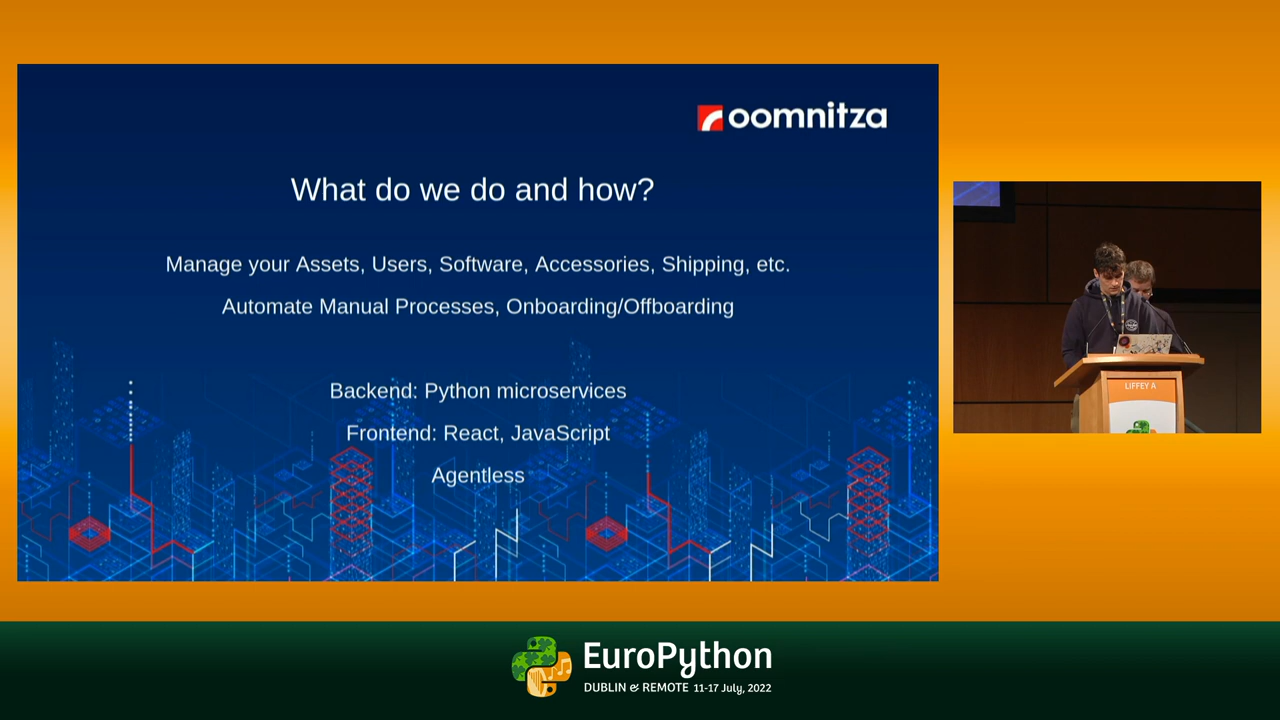 oomnitza
What do we do and how?
Manage your Assets, Users, Software, Accessories, Shipping, etc.
Automate Manual Processes, Onboarding/Offboarding
Backend: Python microservices
Frontend: React, JavaScript
Agentless
LIFFEY A
EuroPython
DUBLIN & REMOTE 11-17 July, 2022